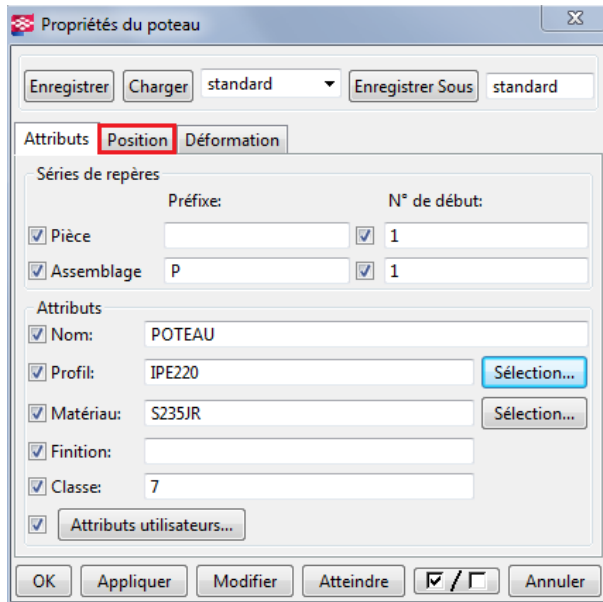 Propriétés du poteau
Enregistrer Charger standard Enregistrer Sous standard
Attributs Position Déformation
Séries de repères
Préfixe: N° de début:
Pièce 1
Assemblage P 1
Attributs
Nom: POTEAU
Profil: IPE220 Sélection...
Matériau: S235JR Sélection...
Finition:
Classe: 7
Attributs utilisateurs...
OK Appliquer Modifier Atteindre / Annuler